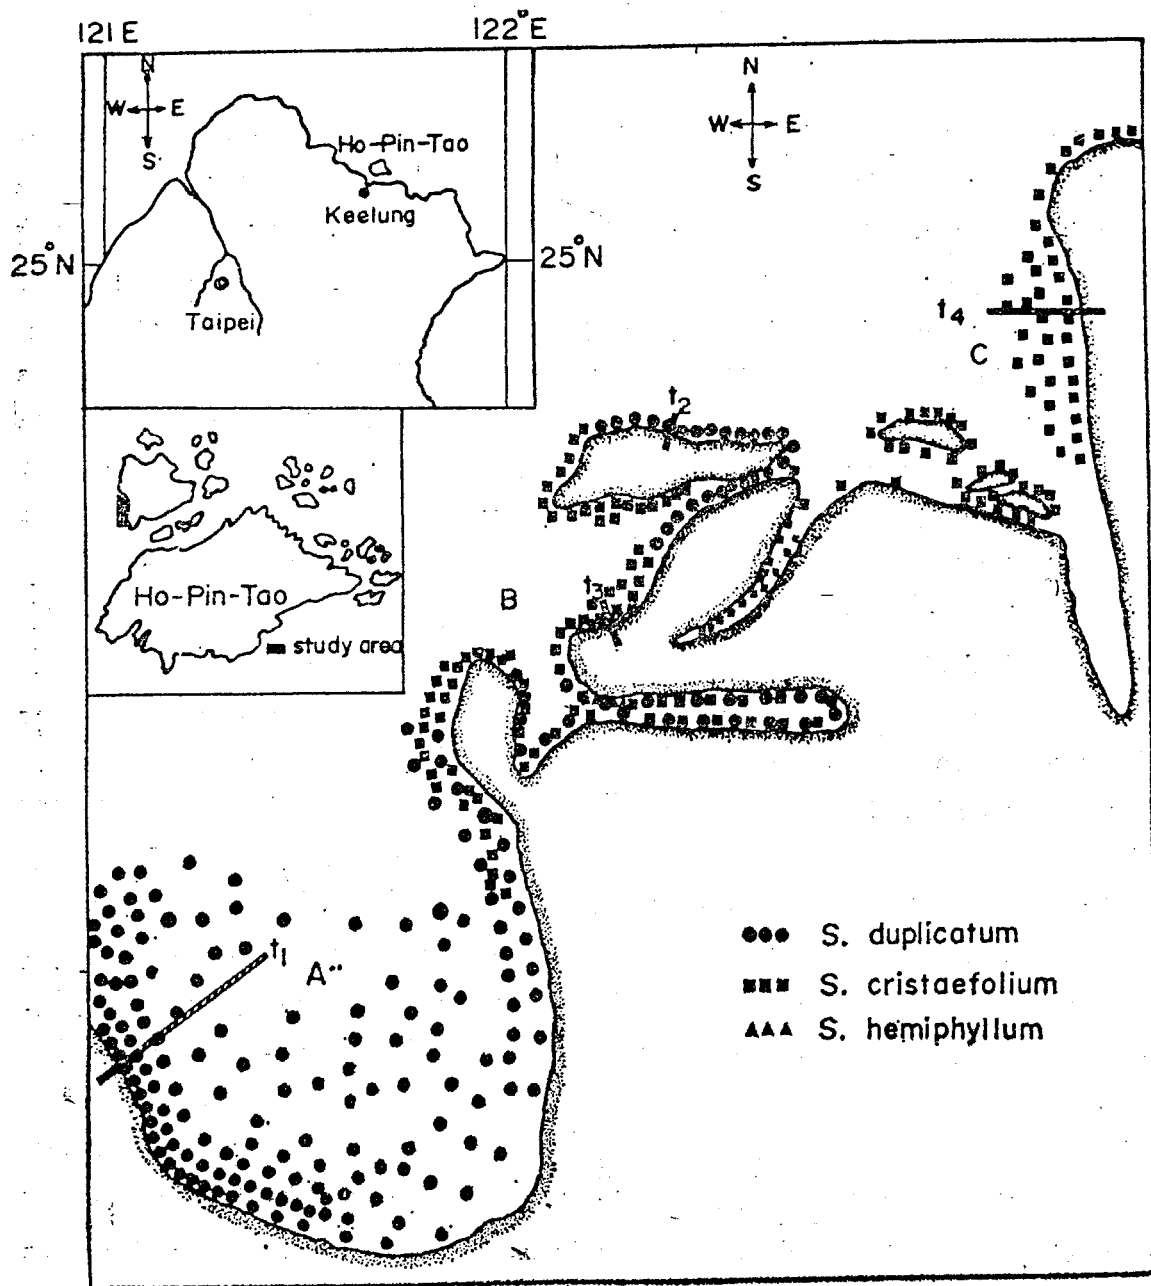 121 E
122°E
N
W E
S
Ho-Pin-Tao
Keelung
25°N
25°N
Taipei
N
W E
S
t4
C
t2
Ho-Pin-Tao
study area
B
t3
t1
A
S. duplicatum
S. cristaefolium
S. hemiphyllum